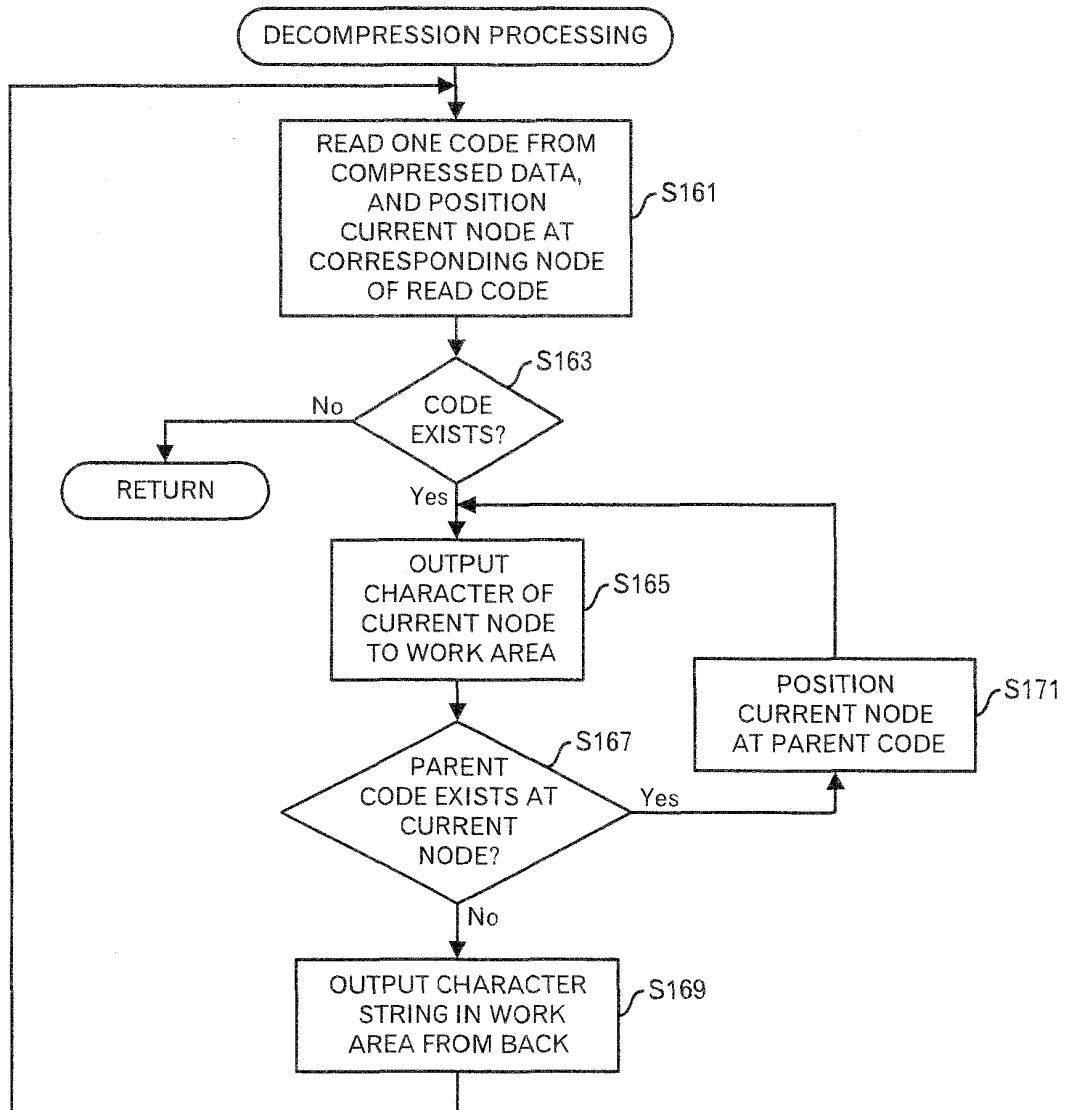 DECOMPRESSION PROCESSING
READ ONE CODE FROM
COMPRESSED DATA,
AND POSITION
CURRENT NODE AT
CORRESPONDING NODE
OF READ CODE
S161
S163
CODE
EXISTS?
No
RETURN
Yes
OUTPUT
CHARACTER OF
CURRENT NODE
TO WORK AREA
S165
POSITION
CURRENT NODE
AT PARENT CODE
S171
S167
PARENT
CODE EXISTS AT
CURRENT
NODE?
Yes
No
OUTPUT CHARACTER
STRING IN WORK
AREA FROM BACK
S169